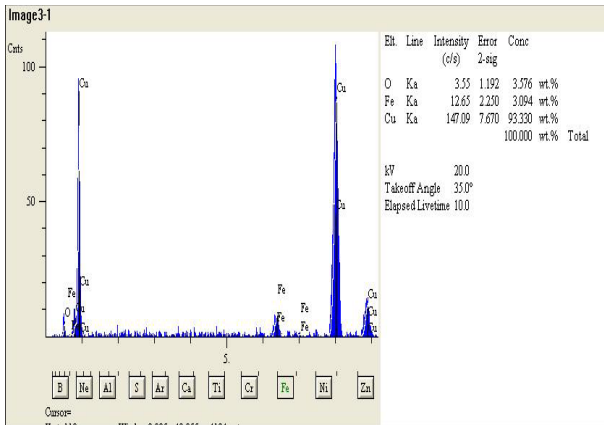 Image3-1
Cnts
100
50
5.
Cu
Cu
Fe
O
Cu
Fe
Fe
Fe
Fe
Cu
Cu
Cu
Cu
Cu
Elt. Line Intensity Error Conc
(c/s) 2-sig
O Ka 3.55 1.192 3.576 wt.%
Fe Ka 12.65 2.250 3.094 wt.%
Cu Ka 147.09 7.670 93.330 wt.%
100.000 wt.% Total
kV 20.0
Takeoff Angle 35.0°
Elapsed Livetime 10.0
B Ne Al S Ar Ca Ti Cr Fe Ni Zn
Cursor=